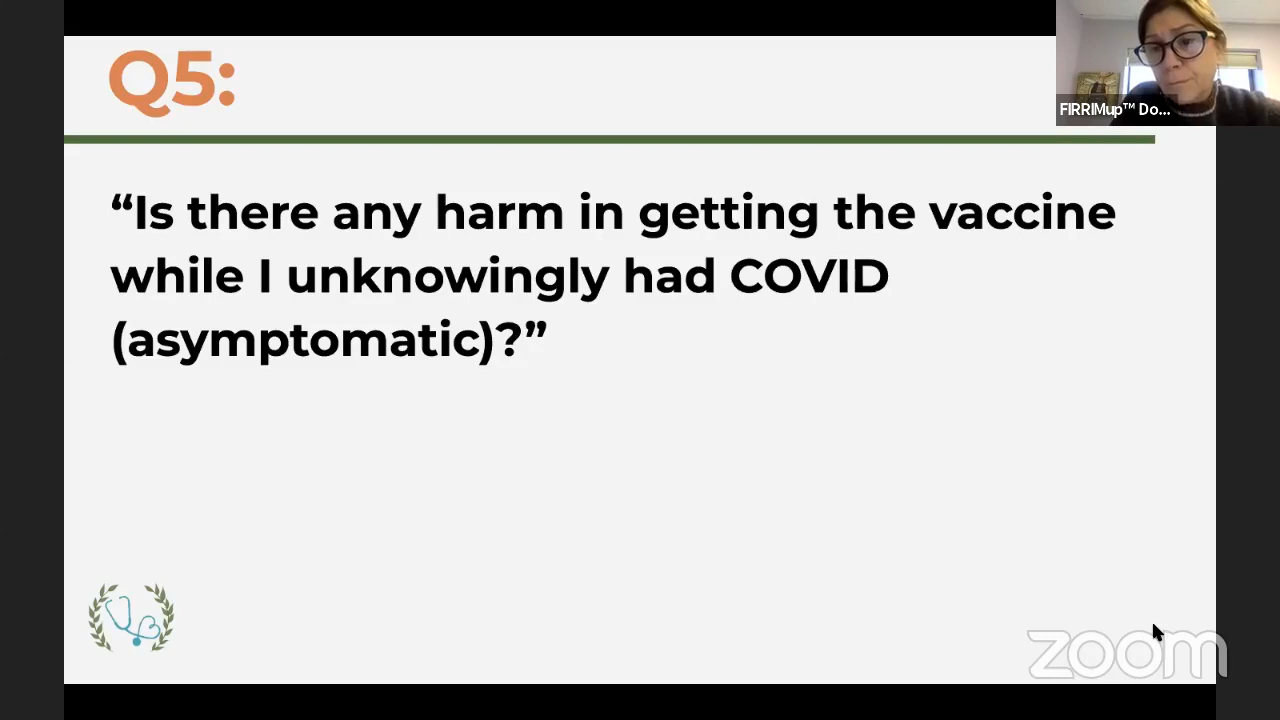 Q5:
FIRRIMup™ Do...
“Is there any harm in getting the vaccine
while I unknowingly had COVID
(asymptomatic)?”
zoom